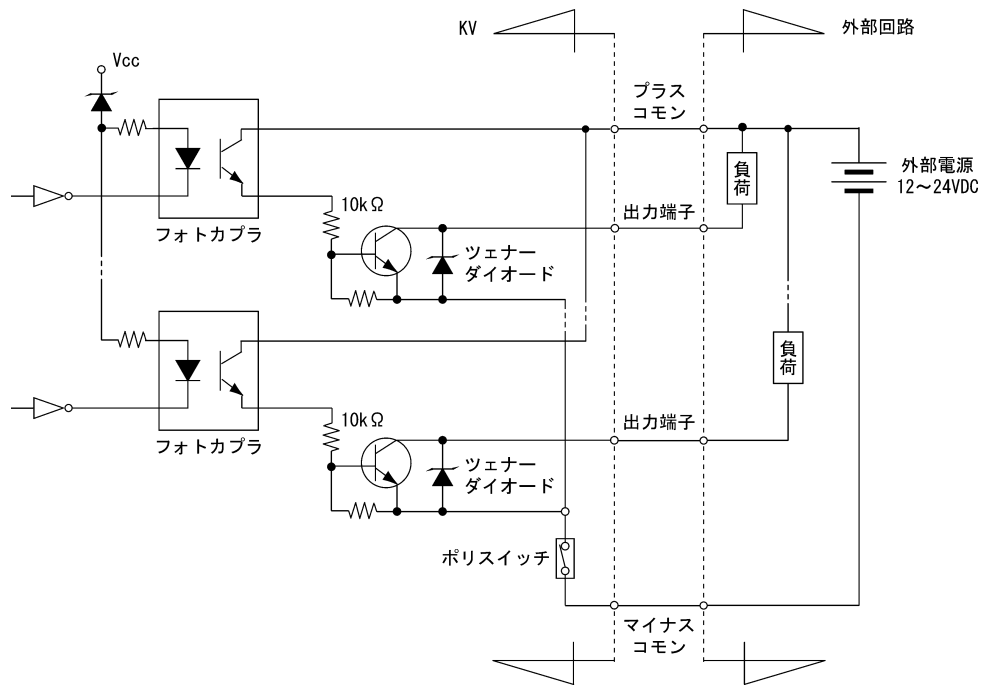 KV
外部回路
Vcc
プラス
コモン
負
荷
外部電源
12～24VDC
10kΩ
出力端子
フォトカプラ
ツェナー
ダイオード
負
荷
10kΩ
出力端子
フォトカプラ
ツェナー
ダイオード
ポリスイッチ
マイナス
コモン